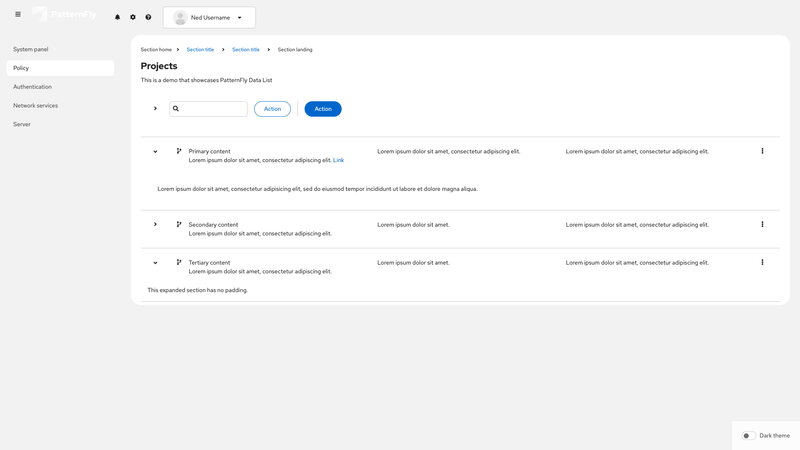 PatternFly
Ned Username
System panel
Policy
Authentication
Network services
Server
Section home Section title Section title Section landing
Projects
This is a demo that showcases PatternFly Data List
Action Action
Primary content
Lorem ipsum dolor sit amet, consectetur adipiscing elit. Link
Lorem ipsum dolor sit amet, consectetur adipiscing elit.
Lorem ipsum dolor sit amet, consectetur adipiscing elit.
Lorem ipsum dolor sit amet, consectetur adipisicing elit, sed do eiusmod tempor incididunt ut labore et dolore magna aliqua.
Secondary content
Lorem ipsum dolor sit amet, consectetur adipiscing elit.
Lorem ipsum dolor sit amet.
Lorem ipsum dolor sit amet, consectetur adipiscing elit.
Tertiary content
Lorem ipsum dolor sit amet, consectetur adipiscing elit.
Lorem ipsum dolor sit amet.
Lorem ipsum dolor sit amet, consectetur adipiscing elit.
This expanded section has no padding.
Dark theme